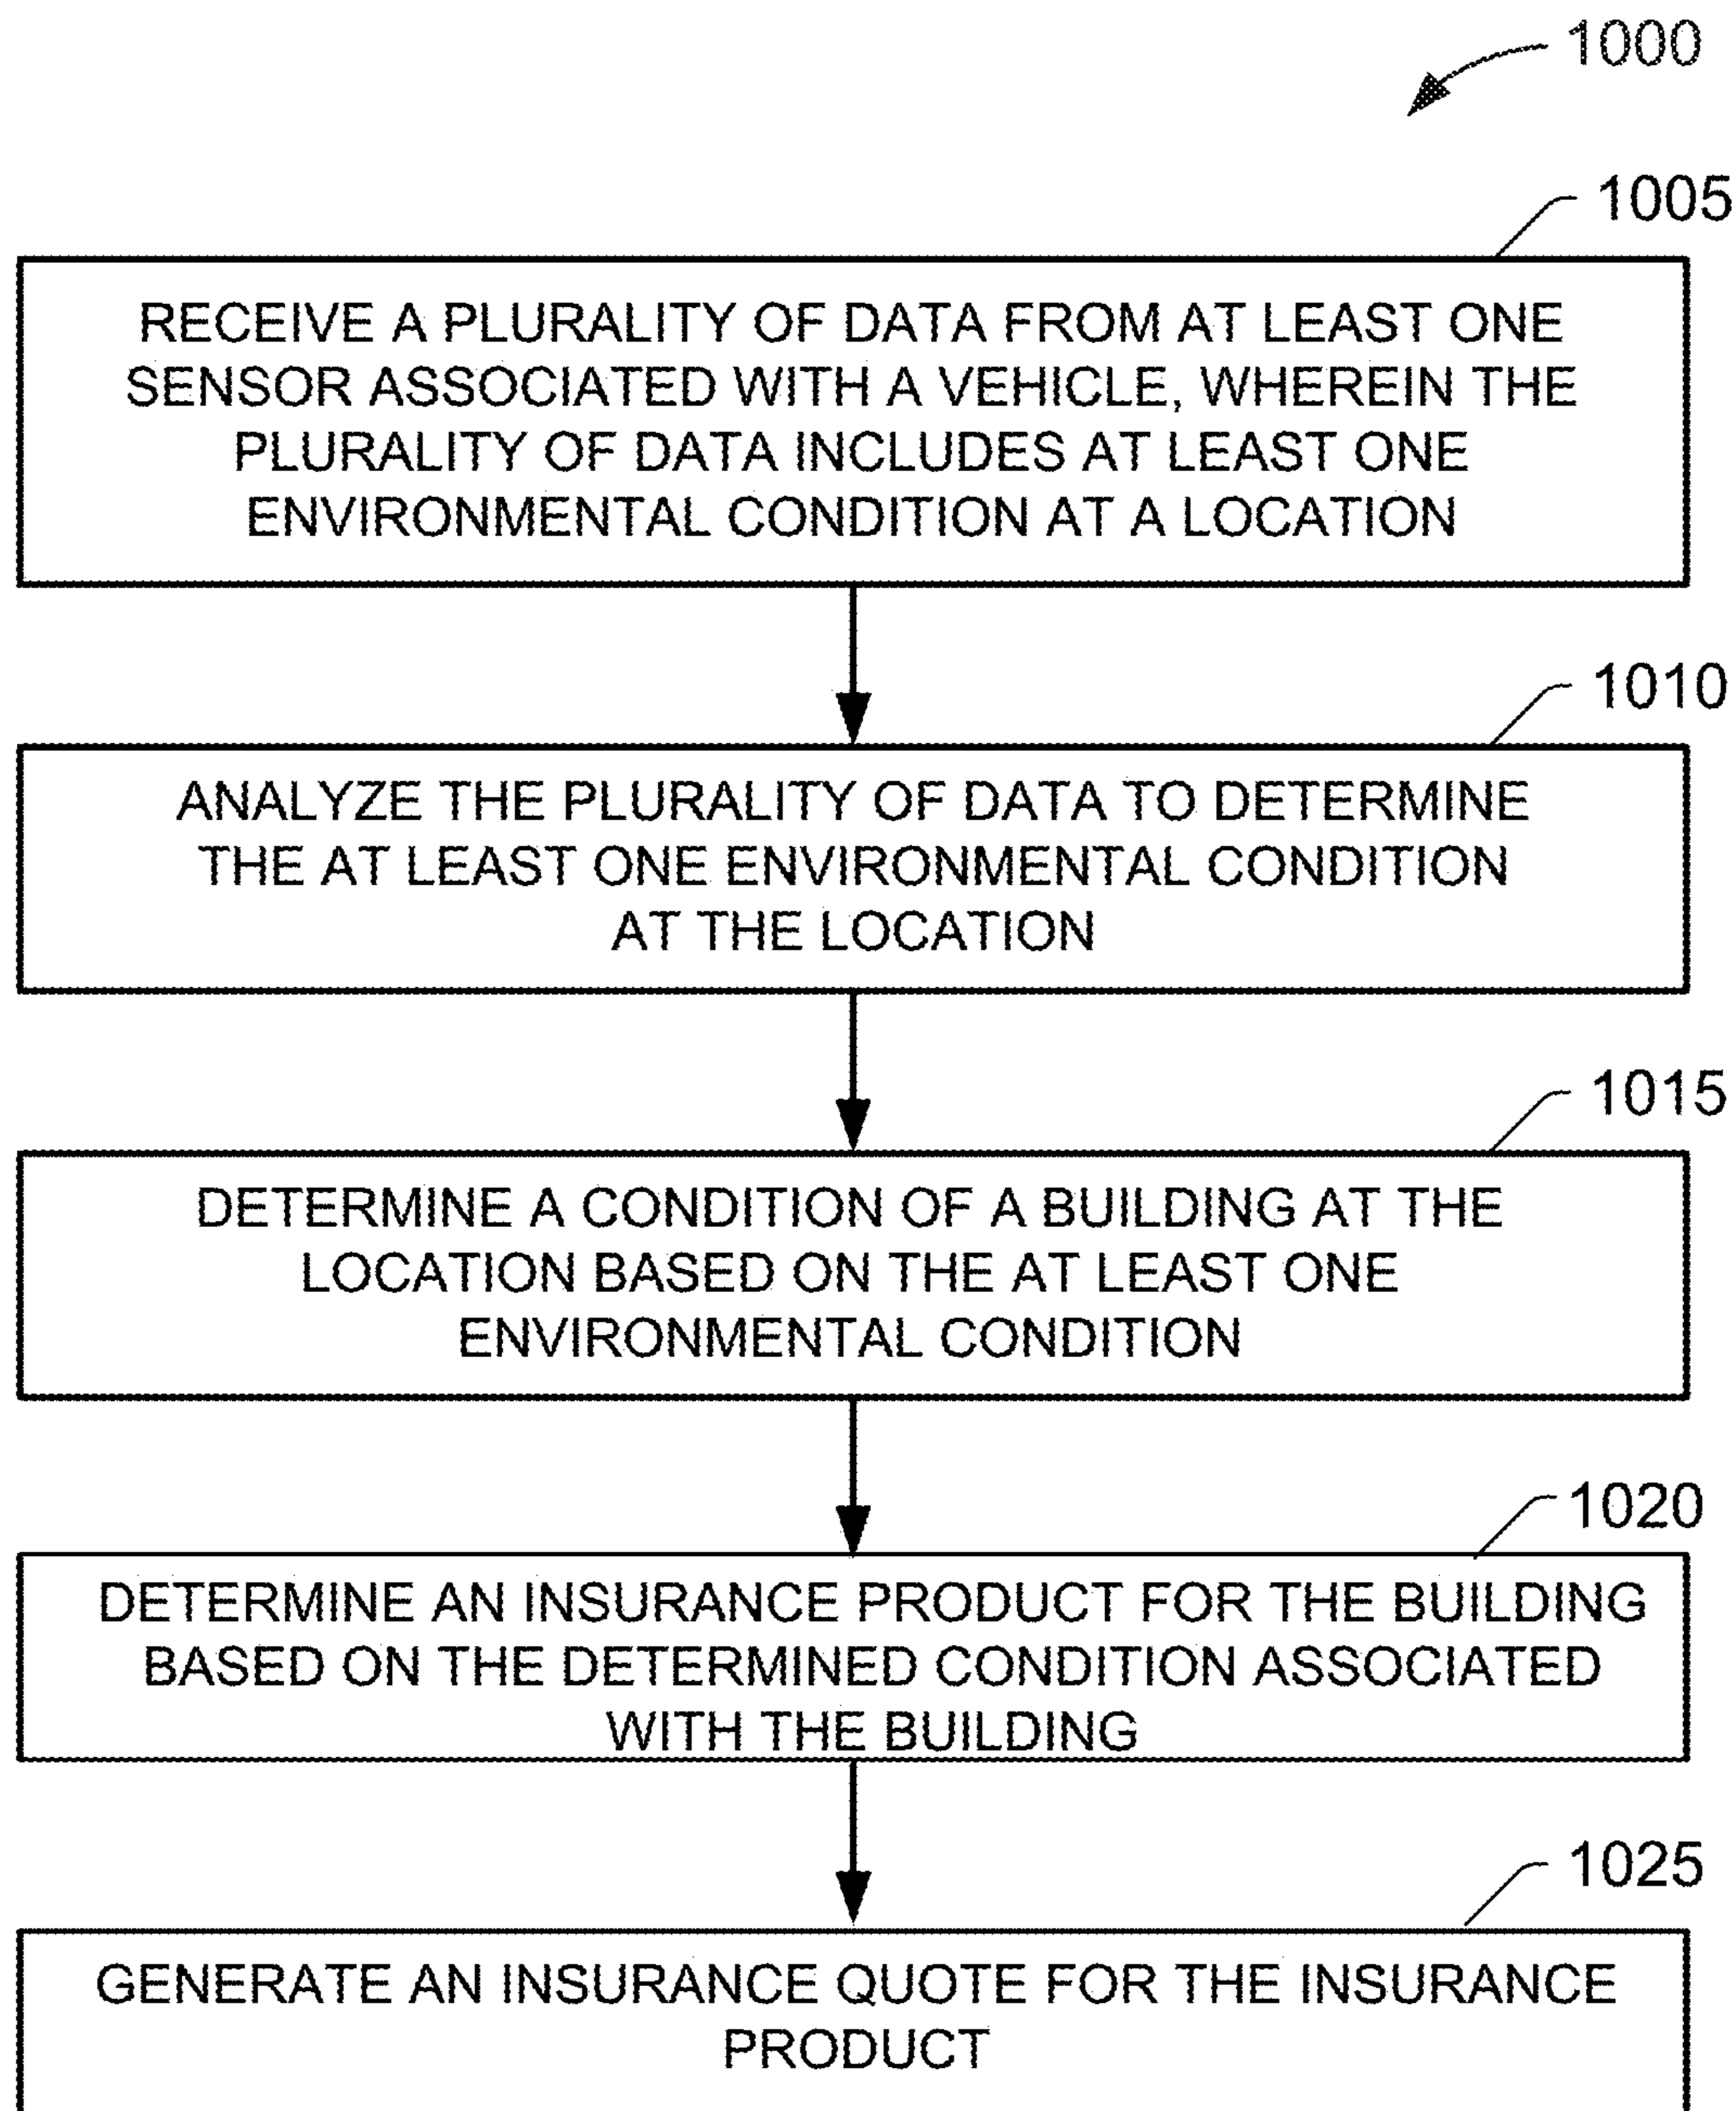 1000
1005
RECEIVE A PLURALITY OF DATA FROM AT LEAST ONE
SENSOR ASSOCIATED WITH A VEHICLE, WHEREIN THE
PLURALITY OF DATA INCLUDES AT LEAST ONE
ENVIRONMENTAL CONDITION AT A LOCATION
1010
ANALYZE THE PLURALITY OF DATA TO DETERMINE
THE AT LEAST ONE ENVIRONMENTAL CONDITION
AT THE LOCATION
1015
DETERMINE A CONDITION OF A BUILDING AT THE
LOCATION BASED ON THE AT LEAST ONE
ENVIRONMENTAL CONDITION
1020
DETERMINE AN INSURANCE PRODUCT FOR THE BUILDING
BASED ON THE DETERMINED CONDITION ASSOCIATED
WITH THE BUILDING
1025
GENERATE AN INSURANCE QUOTE FOR THE INSURANCE
PRODUCT